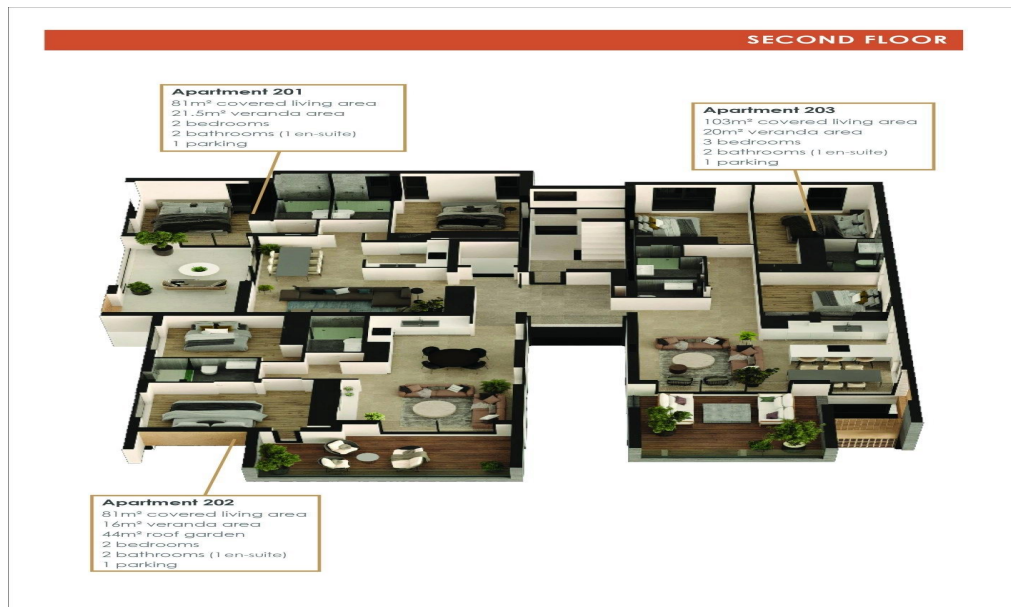 SECOND FLOOR
Apartment 201
81m² covered living area
21.5m² veranda area
2 bedrooms
2 bathrooms (1 en-suite)
1 parking
Apartment 203
103m² covered living area
20m² veranda area
3 bedrooms
2 bathrooms (1 en-suite)
1 parking
Apartment 202
81m² covered living area
16m² veranda area
44m² roof garden
2 bedrooms
2 bathrooms (1 en-suite)
1 parking